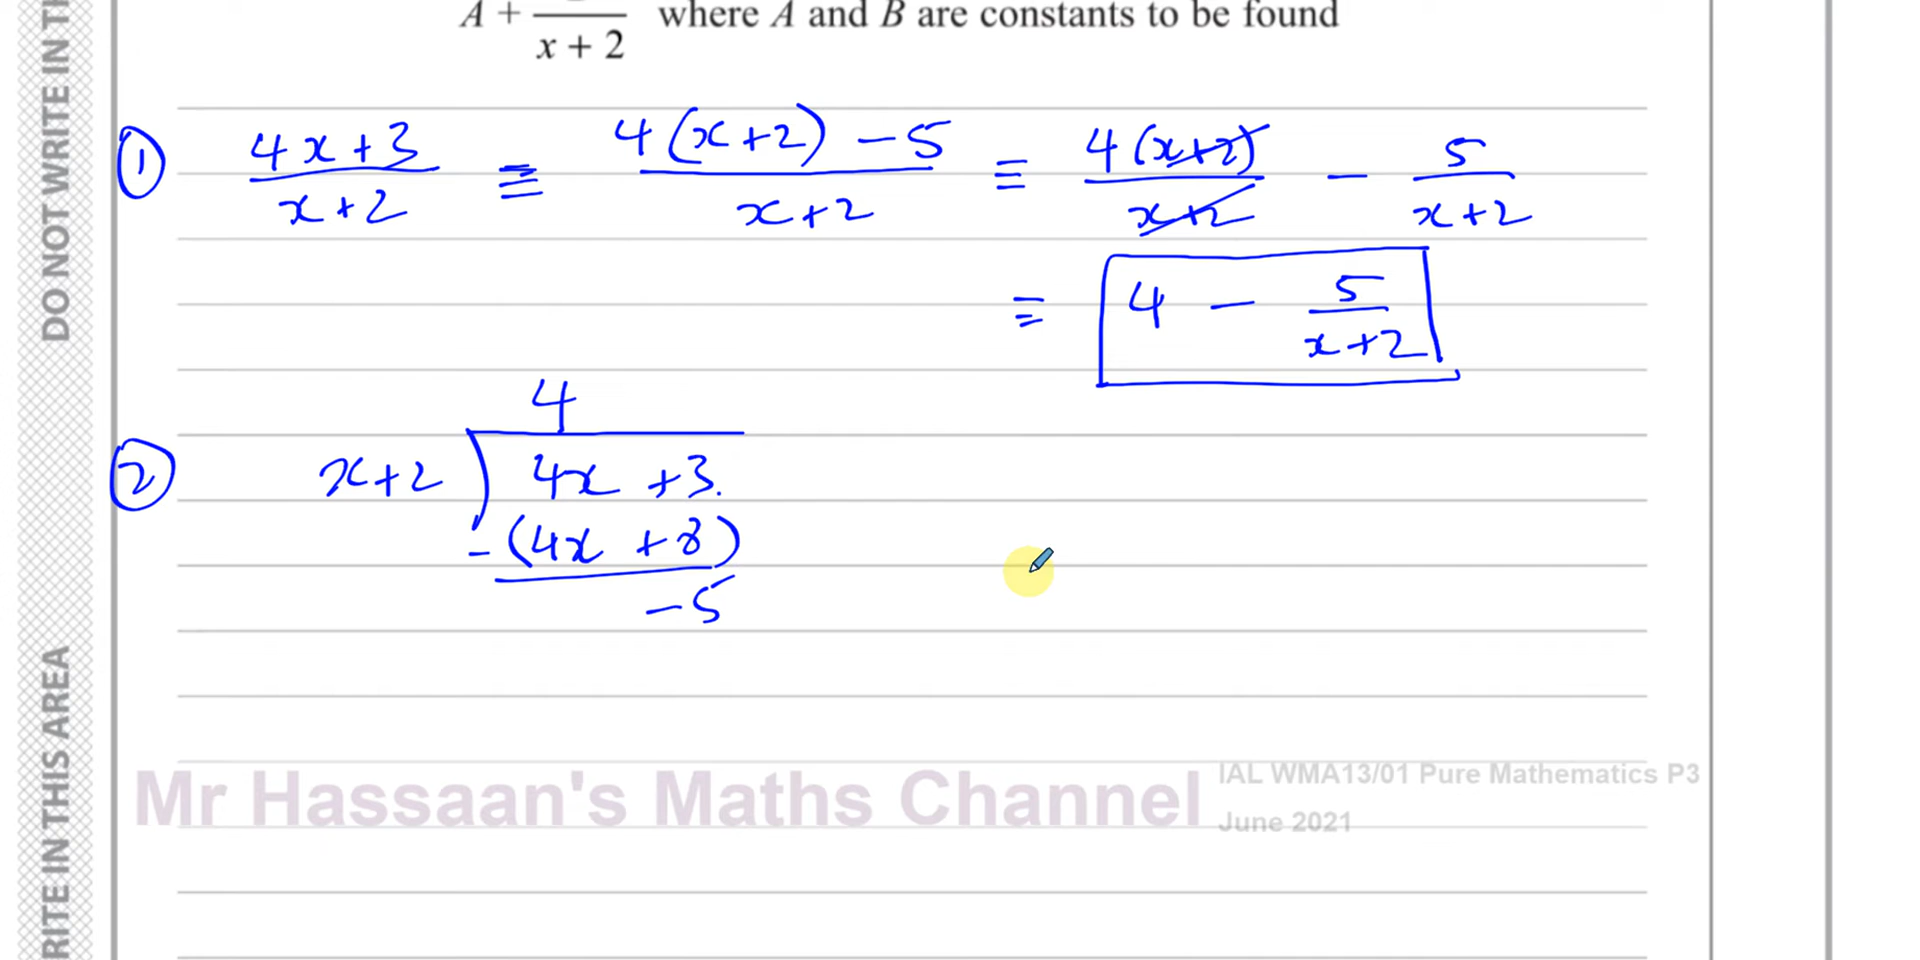 A + ―
x + 2 where A and B are constants to be found
① 4x+3 / x+2 ≡ 4(x+2) −5 / x+2 ≡ 4(x+2) / x+2 − 5 / x+2
≡ 4 − 5 / x+2
4
② x+2 ) 4x +3.
−(4x +8)
−5
Mr Hassaan's Maths Channel
IAL WMA13/01 Pure Mathematics P3
June 2021
DO NOT WRITE IN TH
RITE IN THIS AREA